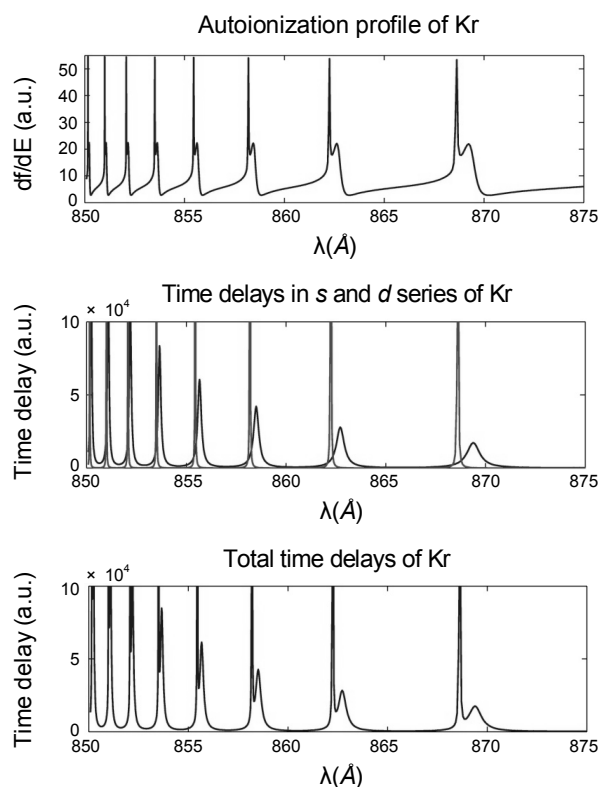 Autoionization profile of Kr
df/dE (a.u.)
50
40
30
20
10
0
850 855 860 865 870 875
λ(Å)
Time delays in s and d series of Kr
× 10⁴
Time delay (a.u.)
10
5
0
850 855 860 865 870 875
λ(Å)
Total time delays of Kr
× 10⁴
Time delay (a.u.)
10
5
0
850 855 860 865 870 875
λ(Å)